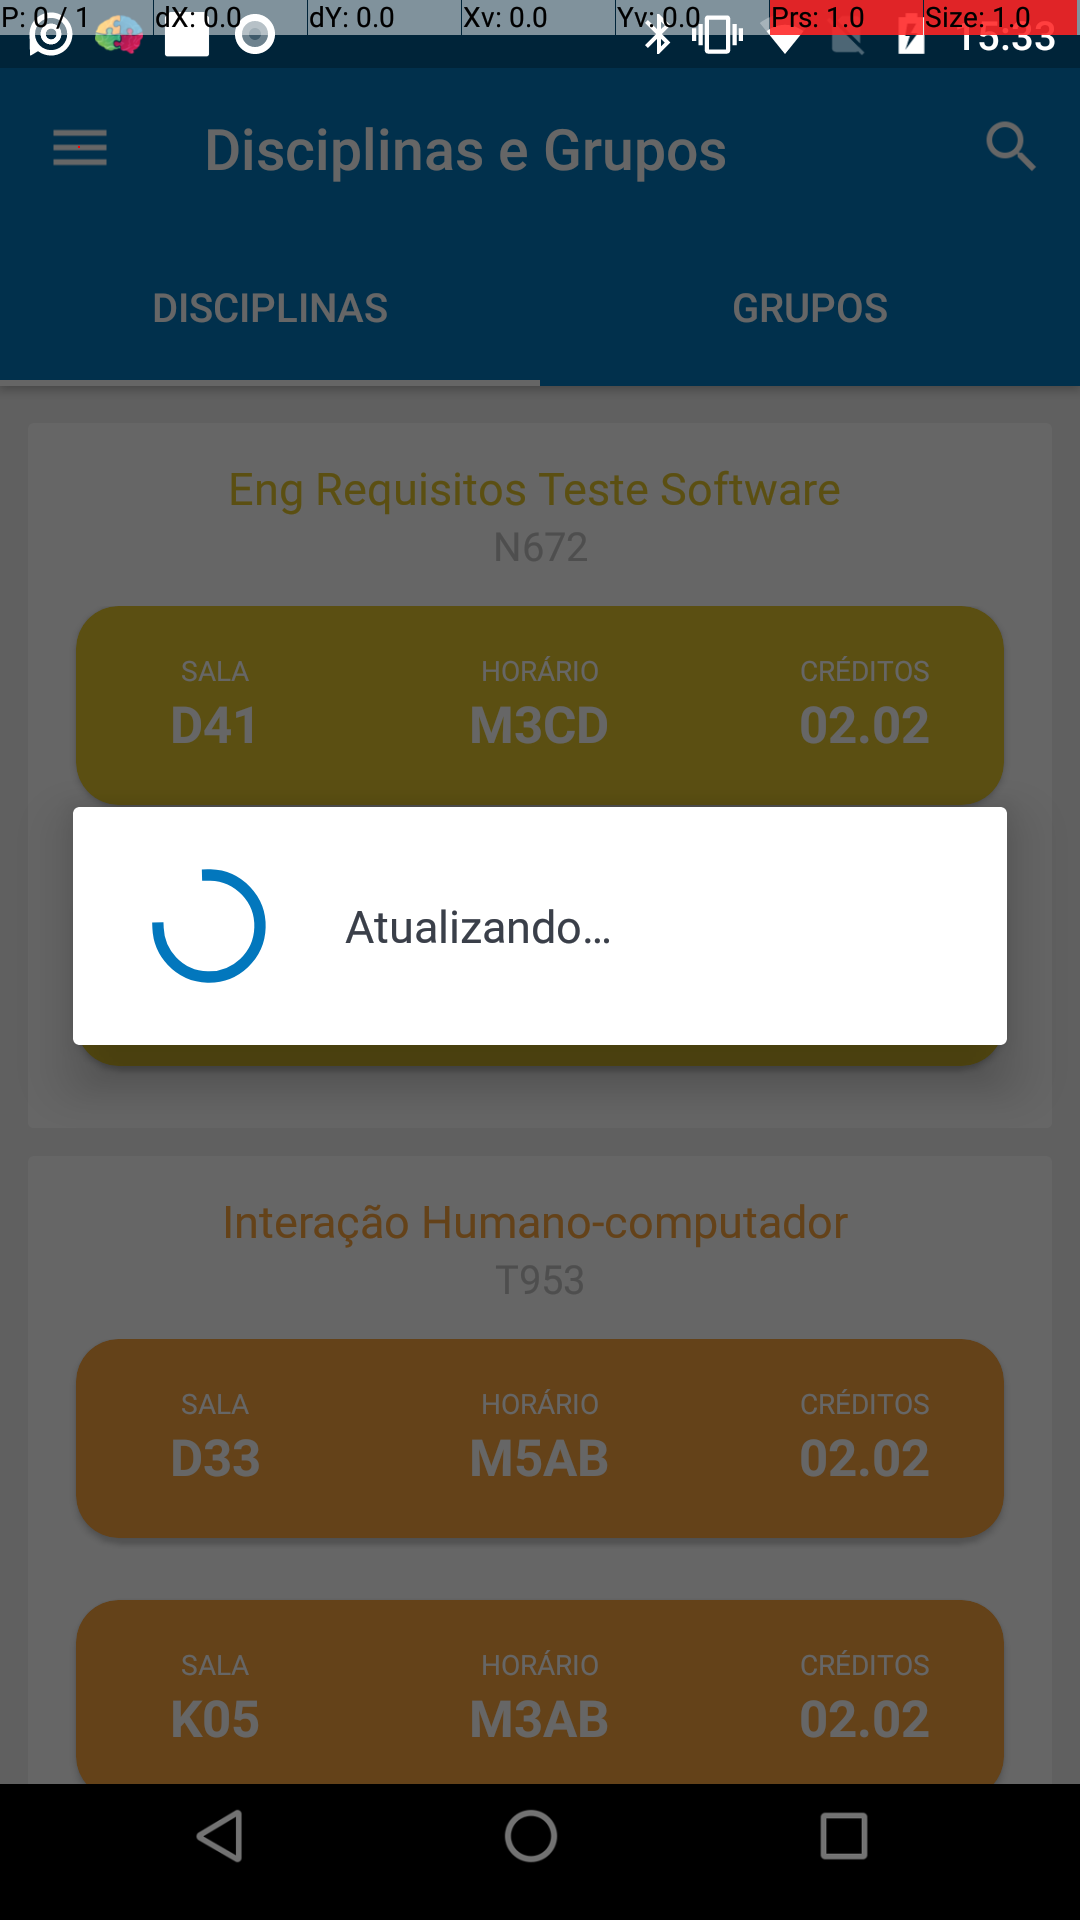 P: 0 / 1 dX: 0.0 dY: 0.0 Xv: 0.0 Yv: 0.0 Prs: 1.0 Size: 1.0
15:33
Disciplinas e Grupos
DISCIPLINAS GRUPOS
Eng Requisitos Teste Software
N672
SALA HORÁRIO CRÉDITOS
D41 M3CD 02.02
Atualizando...
Interação Humano-computador
T953
SALA HORÁRIO CRÉDITOS
D33 M5AB 02.02
SALA HORÁRIO CRÉDITOS
K05 M3AB 02.02